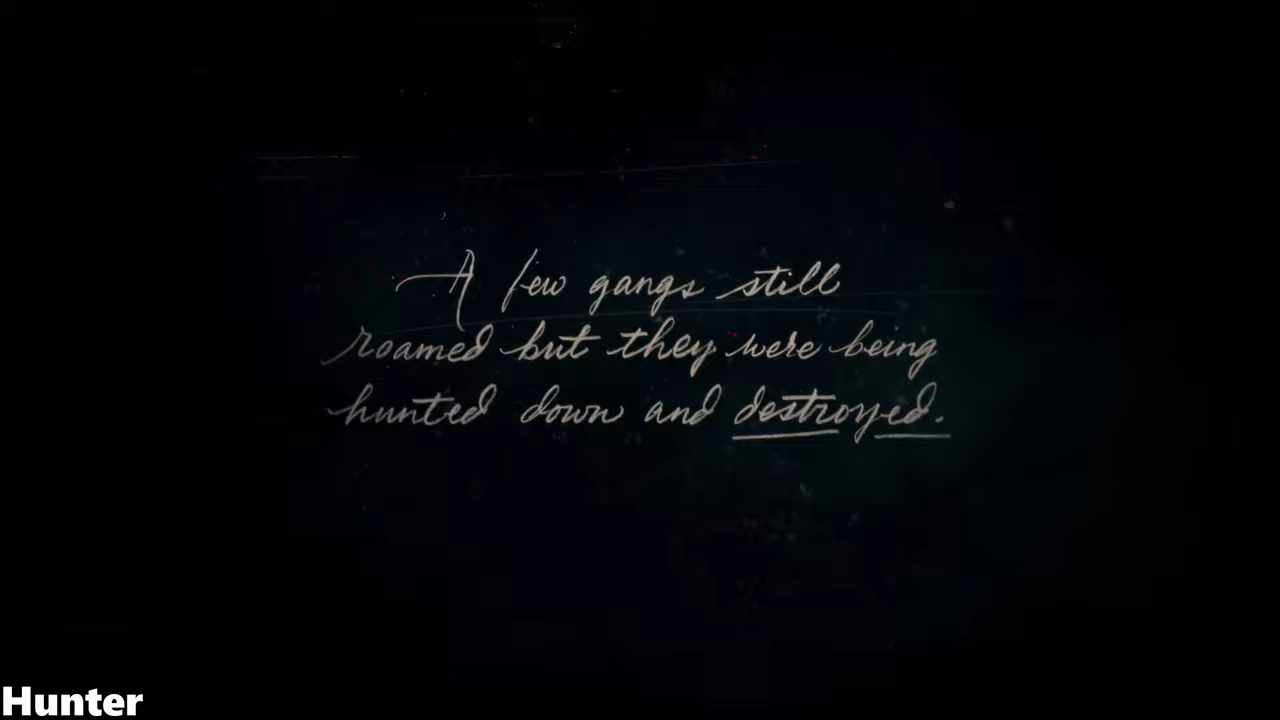 A few gangs still
roamed but they were being
hunted down and destroyed.
Hunter